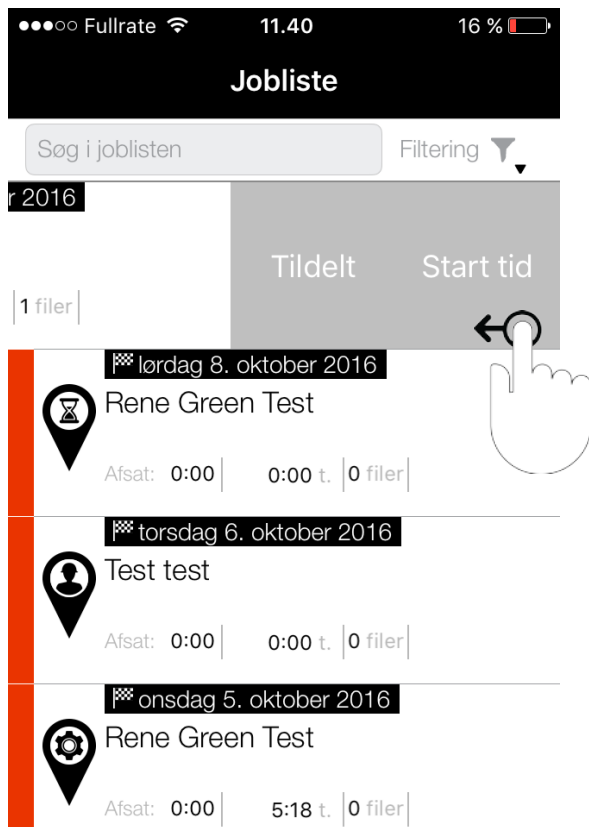 Fullrate 11.40 16 %
Jobliste
Søg i joblisten Filtering
r 2016
Tildelt Start tid
1 filer
lørdag 8. oktober 2016
Rene Green Test
Afsat: 0:00 0:00 t. 0 filer
torsdag 6. oktober 2016
Test test
Afsat: 0:00 0:00 t. 0 filer
onsdag 5. oktober 2016
Rene Green Test
Afsat: 0:00 5:18 t. 0 filer